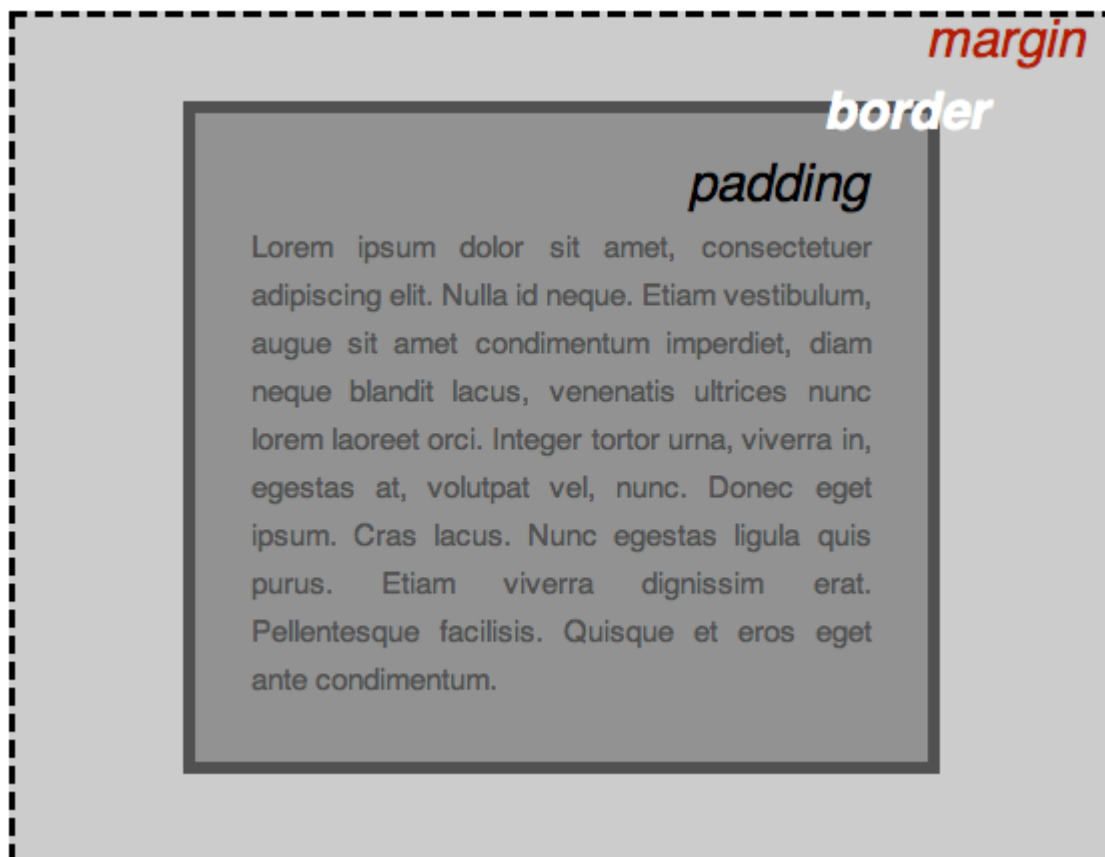 margin
border
padding
Lorem ipsum dolor sit amet, consectetuer
adipiscing elit. Nulla id neque. Etiam vestibulum,
augue sit amet condimentum imperdiet, diam
neque blandit lacus, venenatis ultrices nunc
lorem laoreet orci. Integer tortor urna, viverra in,
egestas at, volutpat vel, nunc. Donec eget
ipsum. Cras lacus. Nunc egestas ligula quis
purus. Etiam viverra dignissim erat.
Pellentesque facilisis. Quisque et eros eget
ante condimentum.